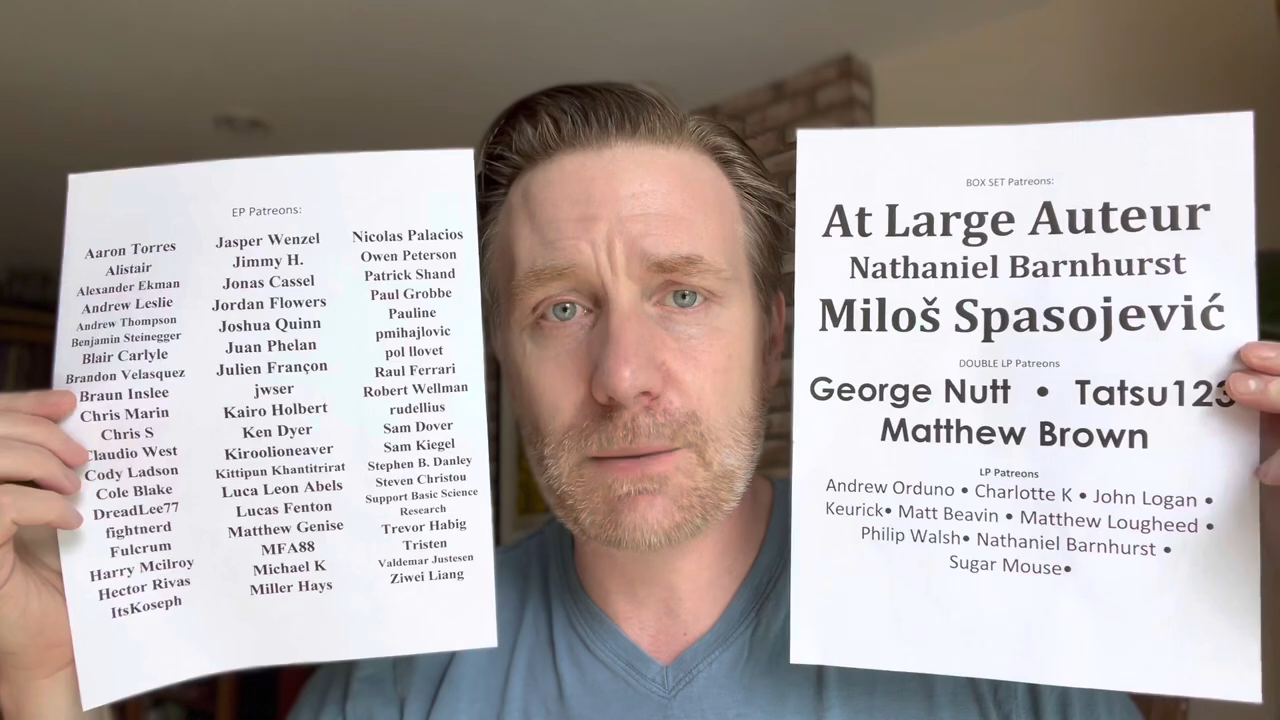 EP Patreons:
Aaron Torres
Alistair
Alexander Ekman
Andrew Leslie
Andrew Thompson
Benjamin Steinegger
Blair Carlyle
Brandon Velasquez
Braun Inslee
Chris Marin
Chris S
Claudio West
Cody Ladson
Cole Blake
DreadLee77
fightnerd
Fulcrum
Harry Mcilroy
Hector Rivas
ItsKoseph
Jasper Wenzel
Jimmy H.
Jonas Cassel
Jordan Flowers
Joshua Quinn
Juan Phelan
Julien Françon
jwser
Kairo Holbert
Ken Dyer
Kiroolioneaver
Kittipun Khantitrirat
Luca Leon Abels
Lucas Fenton
Matthew Genise
MFA88
Michael K
Miller Hays
Nicolas Palacios
Owen Peterson
Patrick Shand
Paul Grobbe
Pauline
pmihajlovic
pol llovet
Raul Ferrari
Robert Wellman
rudellius
Sam Dover
Sam Kiegel
Stephen B. Danley
Steven Christou
Support Basic Science
Research
Trevor Habig
Tristen
Valdemar Justesen
Ziwei Liang
BOX SET Patreons:
At Large Auteur
Nathaniel Barnhurst
Miloš Spasojević
DOUBLE LP Patreons
George Nutt • Tatsu123
Matthew Brown
LP Patreons
Andrew Orduno • Charlotte K • John Logan •
Keurick• Matt Beavin • Matthew Lougheed •
Philip Walsh• Nathaniel Barnhurst •
Sugar Mouse•